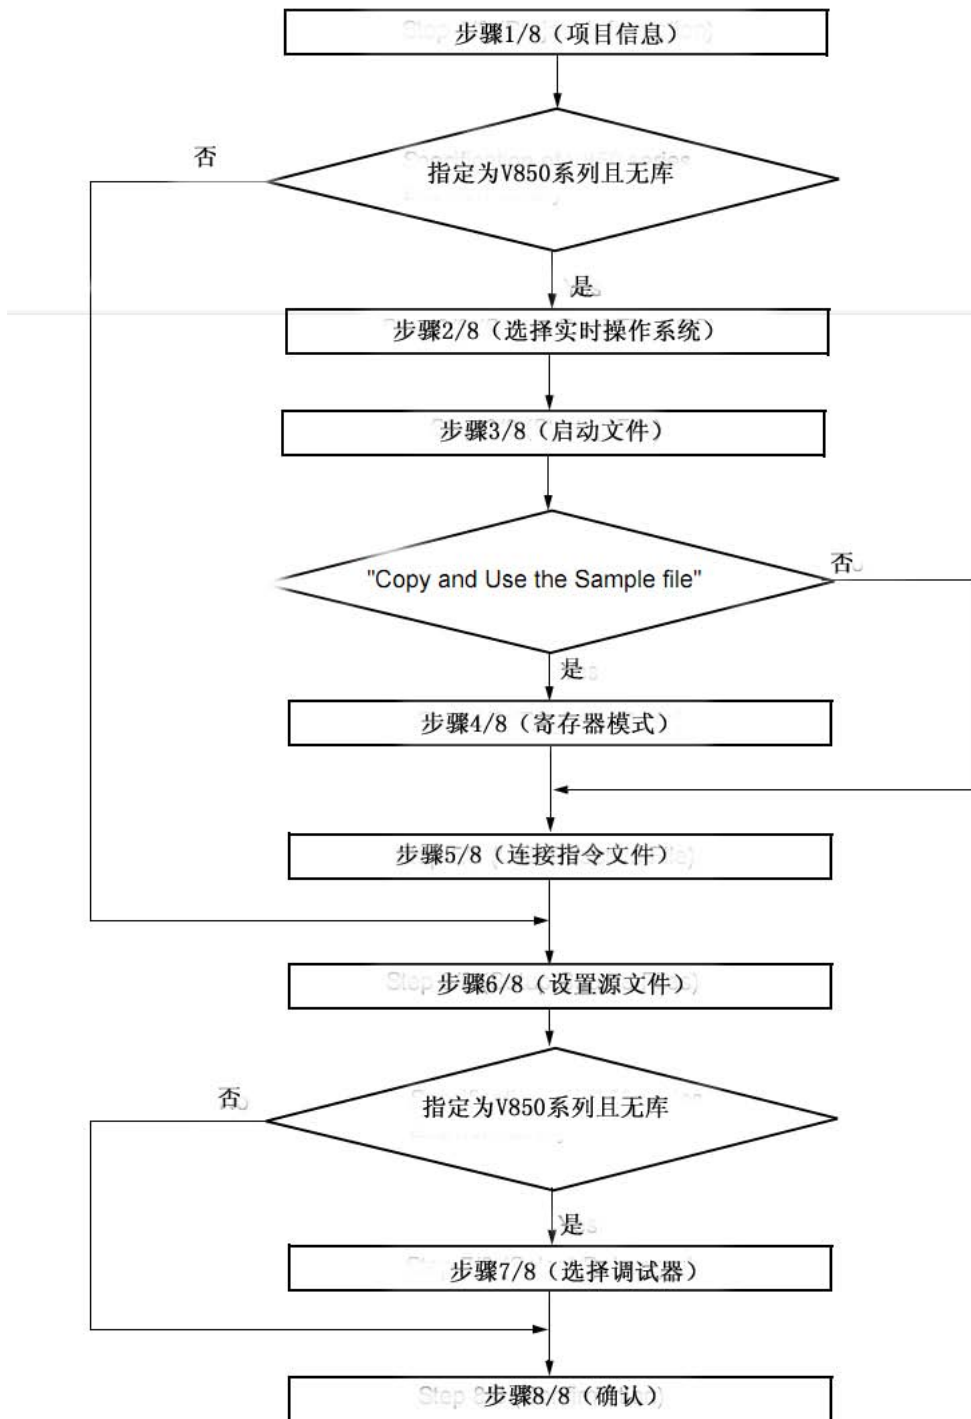 步骤1/8（项目信息）
否
指定为V850系列且无库
是
步骤2/8（选择实时操作系统）
步骤3/8（启动文件）
"Copy and Use the Sample file"
否
是
步骤4/8（寄存器模式）
步骤5/8（连接指令文件）
步骤6/8（设置源文件）
否
指定为V850系列且无库
是
步骤7/8（选择调试器）
步骤8/8（确认）